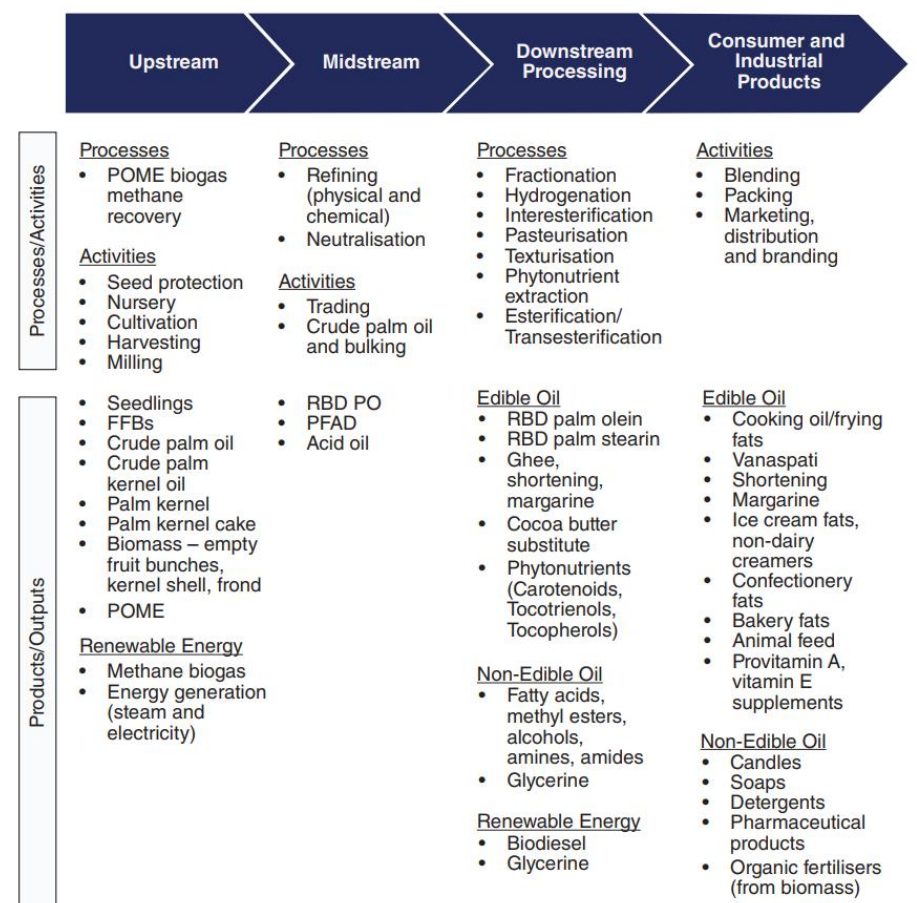 Upstream
Midstream
Downstream
Processing
Consumer and
Industrial
Products
Processes/Activities
Processes
• POME biogas
methane
recovery
Activities
• Seed protection
• Nursery
• Cultivation
• Harvesting
• Milling
Processes
• Refining
(physical and
chemical)
• Neutralisation
Activities
• Trading
• Crude palm oil
and bulking
Processes
• Fractionation
• Hydrogenation
• Interesterification
• Pasteurisation
• Texturisation
• Phytonutrient
extraction
• Esterification/
Transesterification
Activities
• Blending
• Packing
• Marketing,
distribution
and branding
Products/Outputs
• Seedlings
• FFBs
• Crude palm oil
• Crude palm
kernel oil
• Palm kernel
• Palm kernel cake
• Biomass – empty
fruit bunches,
kernel shell, frond
• POME
Renewable Energy
• Methane biogas
• Energy generation
(steam and
electricity)
• RBD PO
• PFAD
• Acid oil
Edible Oil
• RBD palm olein
• RBD palm stearin
• Ghee,
shortening,
margarine
• Cocoa butter
substitute
• Phytonutrients
(Carotenoids,
Tocotrienols,
Tocopherols)
Non-Edible Oil
• Fatty acids,
methyl esters,
alcohols,
amines, amides
• Glycerine
Renewable Energy
• Biodiesel
• Glycerine
Edible Oil
• Cooking oil/frying
fats
• Vanaspati
• Shortening
• Margarine
• Ice cream fats,
non-dairy
creamers
• Confectionery
fats
• Bakery fats
• Animal feed
• Provitamin A,
vitamin E
supplements
Non-Edible Oil
• Candles
• Soaps
• Detergents
• Pharmaceutical
products
• Organic fertilisers
(from biomass)